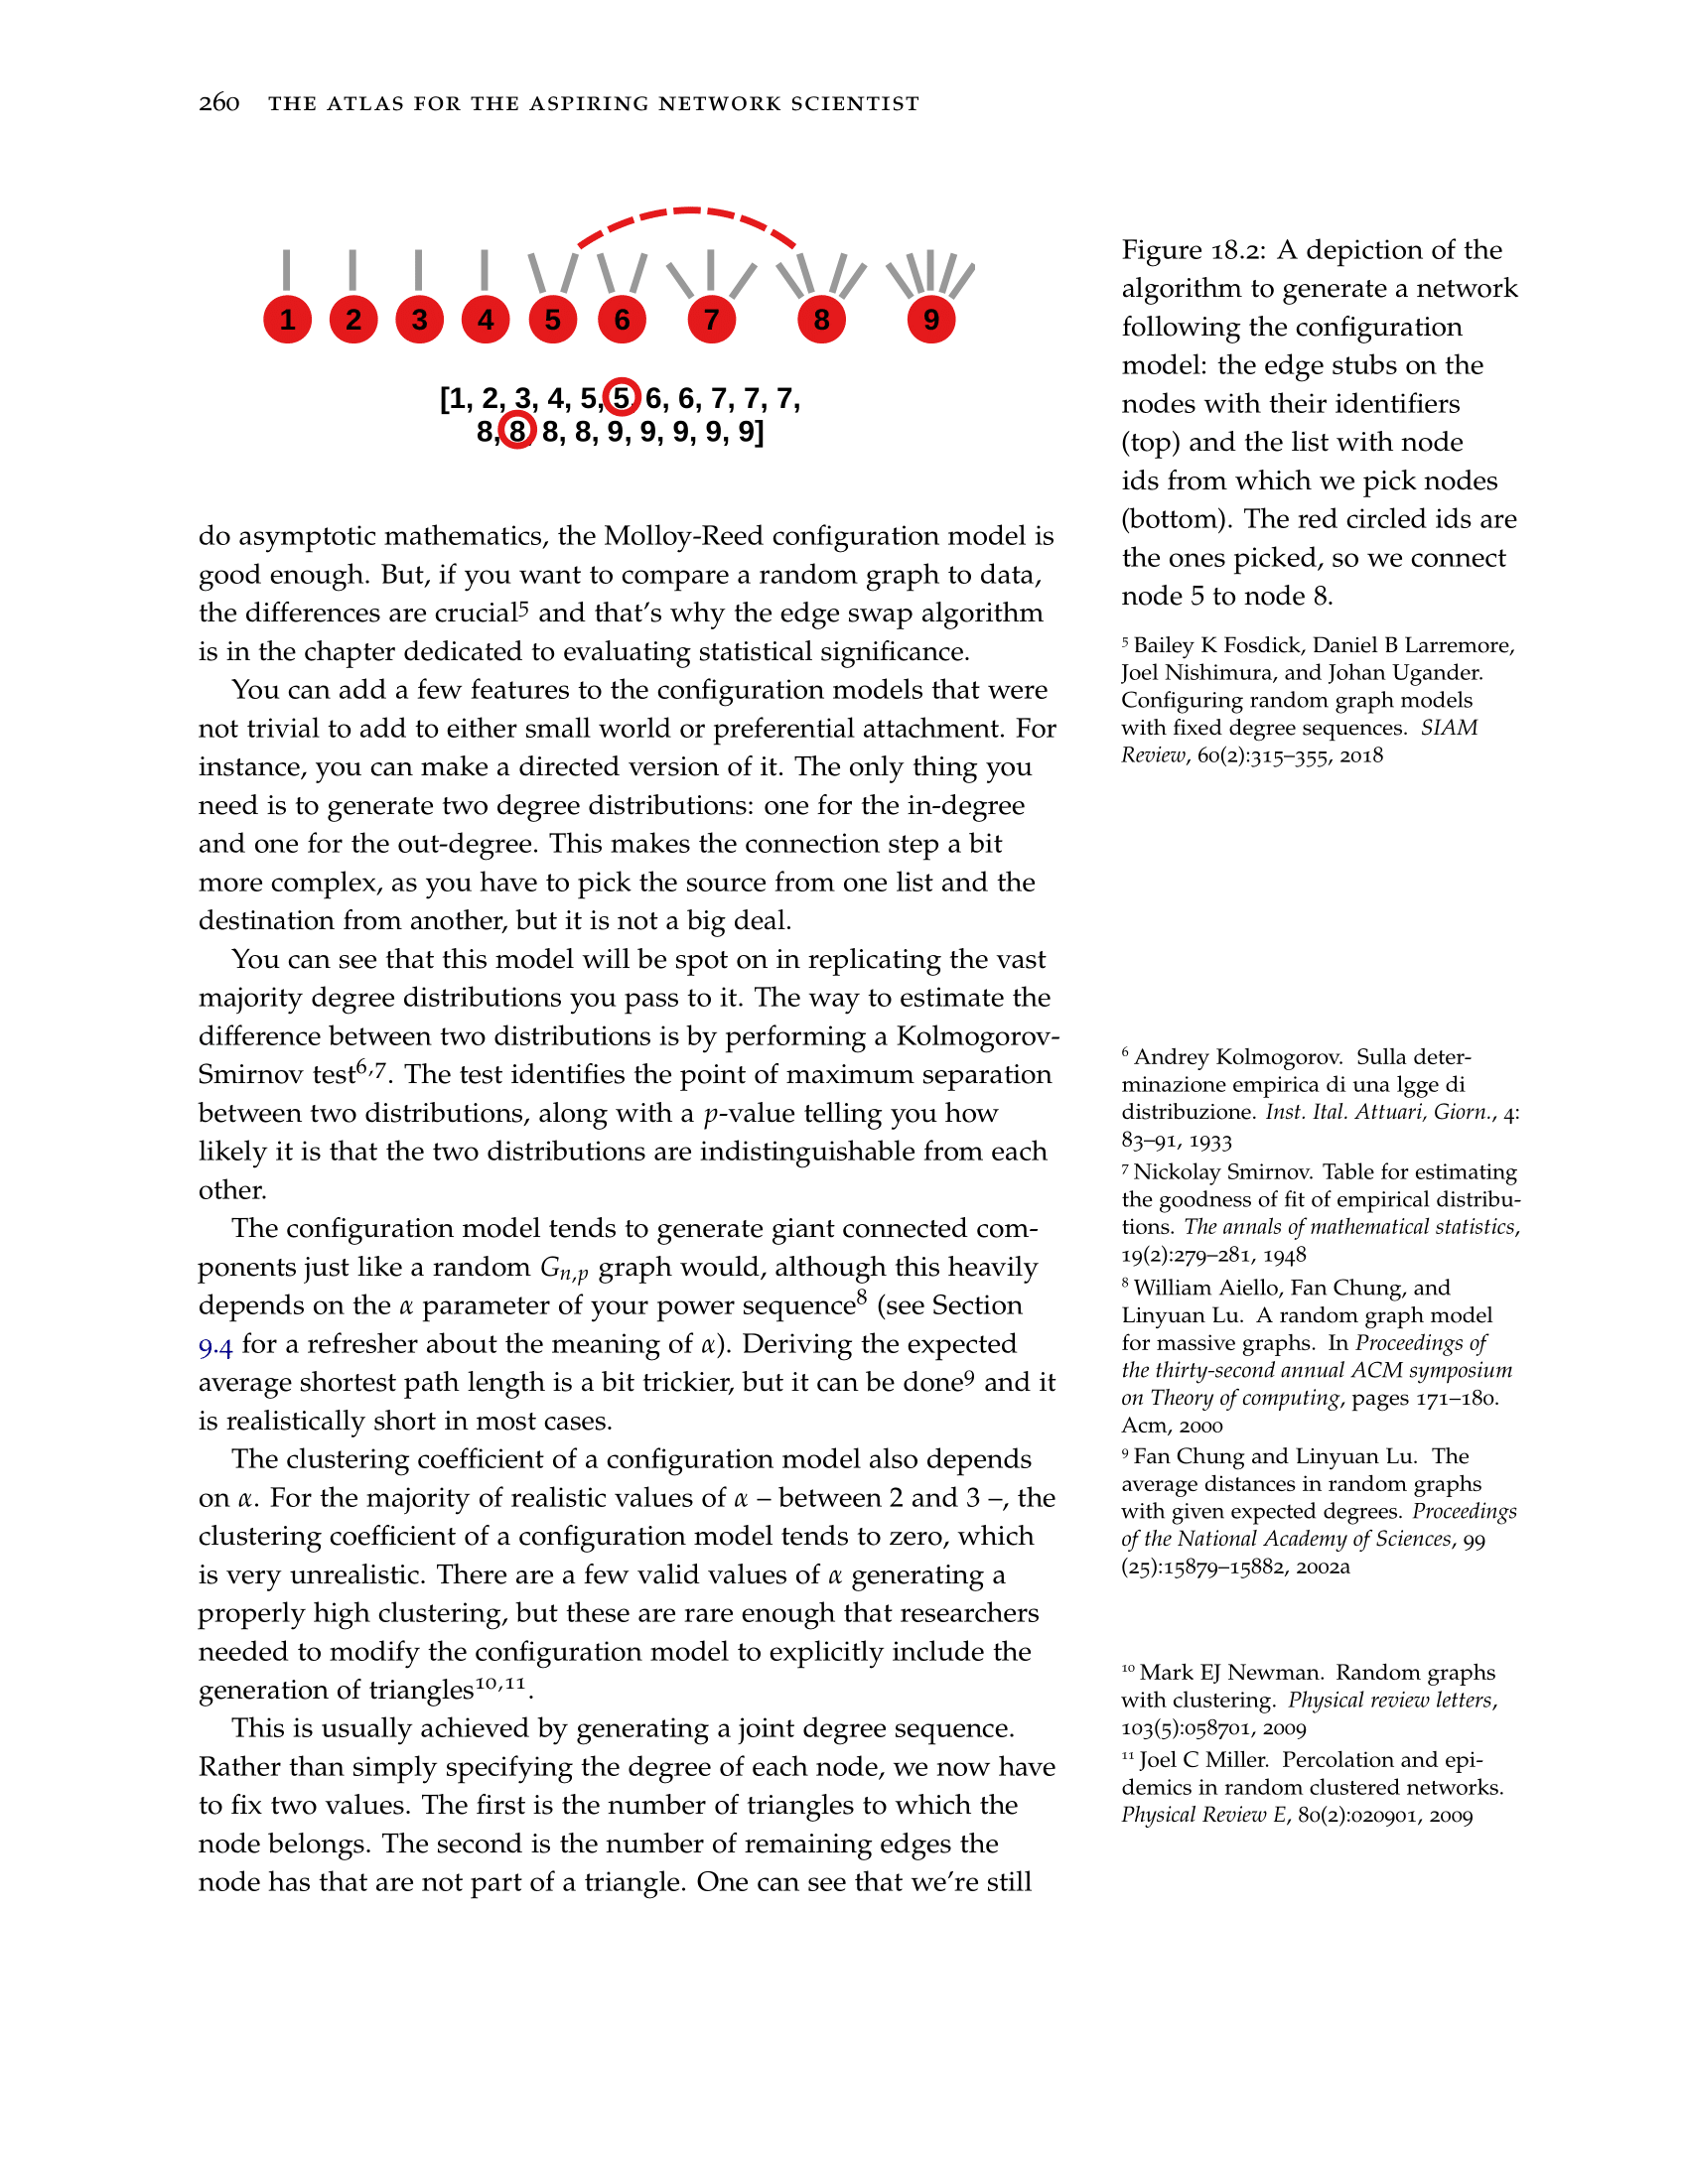 260 THE ATLAS FOR THE ASPIRING NETWORK SCIENTIST
1 2 3 4 5 6 7 8 9
[1, 2, 3, 4, 5, 5, 6, 6, 7, 7, 7,
8, 8, 8, 8, 9, 9, 9, 9, 9]
Figure 18.2: A depiction of the
algorithm to generate a network
following the configuration
model: the edge stubs on the
nodes with their identifiers
(top) and the list with node
ids from which we pick nodes
(bottom). The red circled ids are
the ones picked, so we connect
node 5 to node 8.
do asymptotic mathematics, the Molloy-Reed configuration model is
good enough. But, if you want to compare a random graph to data,
the differences are crucial⁵ and that's why the edge swap algorithm
is in the chapter dedicated to evaluating statistical significance.
You can add a few features to the configuration models that were
not trivial to add to either small world or preferential attachment. For
instance, you can make a directed version of it. The only thing you
need is to generate two degree distributions: one for the in-degree
and one for the out-degree. This makes the connection step a bit
more complex, as you have to pick the source from one list and the
destination from another, but it is not a big deal.
You can see that this model will be spot on in replicating the vast
majority degree distributions you pass to it. The way to estimate the
difference between two distributions is by performing a Kolmogorov-
Smirnov test⁶,⁷. The test identifies the point of maximum separation
between two distributions, along with a p-value telling you how
likely it is that the two distributions are indistinguishable from each
other.
The configuration model tends to generate giant connected com-
ponents just like a random Gn,p graph would, although this heavily
depends on the α parameter of your power sequence⁸ (see Section
9.4 for a refresher about the meaning of α). Deriving the expected
average shortest path length is a bit trickier, but it can be done⁹ and it
is realistically short in most cases.
The clustering coefficient of a configuration model also depends
on α. For the majority of realistic values of α – between 2 and 3 –, the
clustering coefficient of a configuration model tends to zero, which
is very unrealistic. There are a few valid values of α generating a
properly high clustering, but these are rare enough that researchers
needed to modify the configuration model to explicitly include the
generation of triangles¹⁰,¹¹.
This is usually achieved by generating a joint degree sequence.
Rather than simply specifying the degree of each node, we now have
to fix two values. The first is the number of triangles to which the
node belongs. The second is the number of remaining edges the
node has that are not part of a triangle. One can see that we're still
⁵ Bailey K Fosdick, Daniel B Larremore,
Joel Nishimura, and Johan Ugander.
Configuring random graph models
with fixed degree sequences. SIAM
Review, 60(2):315–355, 2018
⁶ Andrey Kolmogorov. Sulla deter-
minazione empirica di una lgge di
distribuzione. Inst. Ital. Attuari, Giorn., 4:
83–91, 1933
⁷ Nickolay Smirnov. Table for estimating
the goodness of fit of empirical distribu-
tions. The annals of mathematical statistics,
19(2):279–281, 1948
⁸ William Aiello, Fan Chung, and
Linyuan Lu. A random graph model
for massive graphs. In Proceedings of
the thirty-second annual ACM symposium
on Theory of computing, pages 171–180.
Acm, 2000
⁹ Fan Chung and Linyuan Lu. The
average distances in random graphs
with given expected degrees. Proceedings
of the National Academy of Sciences, 99
(25):15879–15882, 2002a
¹⁰ Mark EJ Newman. Random graphs
with clustering. Physical review letters,
103(5):058701, 2009
¹¹ Joel C Miller. Percolation and epi-
demics in random clustered networks.
Physical Review E, 80(2):020901, 2009